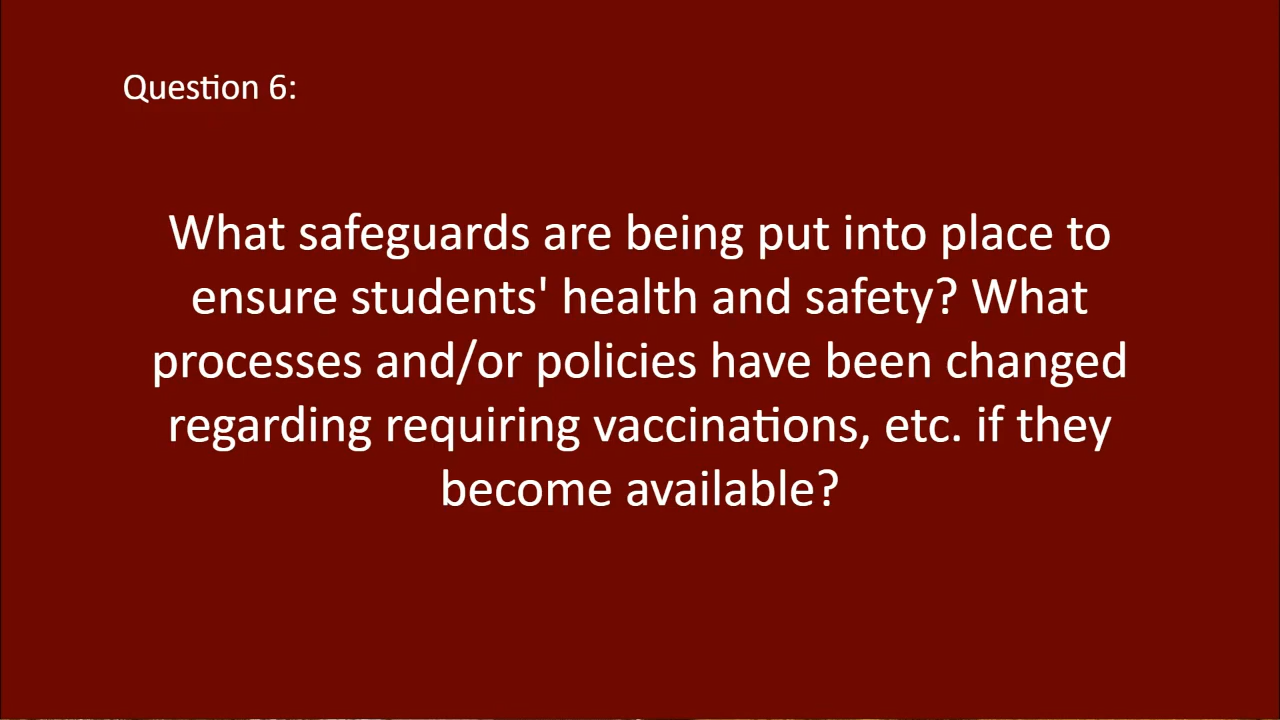 Question 6:
What safeguards are being put into place to
ensure students' health and safety? What
processes and/or policies have been changed
regarding requiring vaccinations, etc. if they
become available?